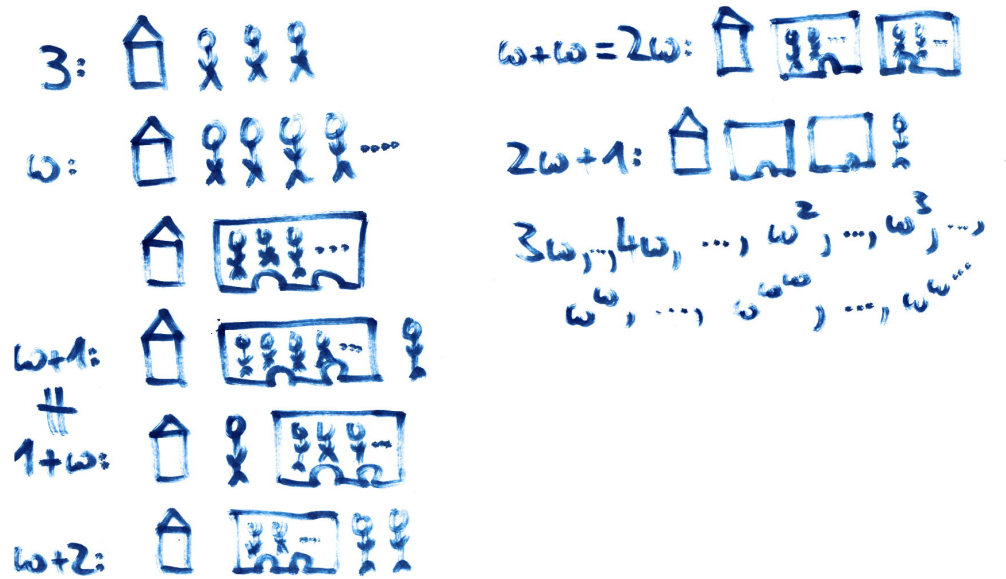 3:
ω:
ω+1:
≠
1+ω:
ω+2:
ω+ω=2ω:
2ω+1:
3ω,...,4ω, ..., ω², ..., ω³, ...,
ω^ω, ..., ω^ω^ω, ..., ω^ω^...